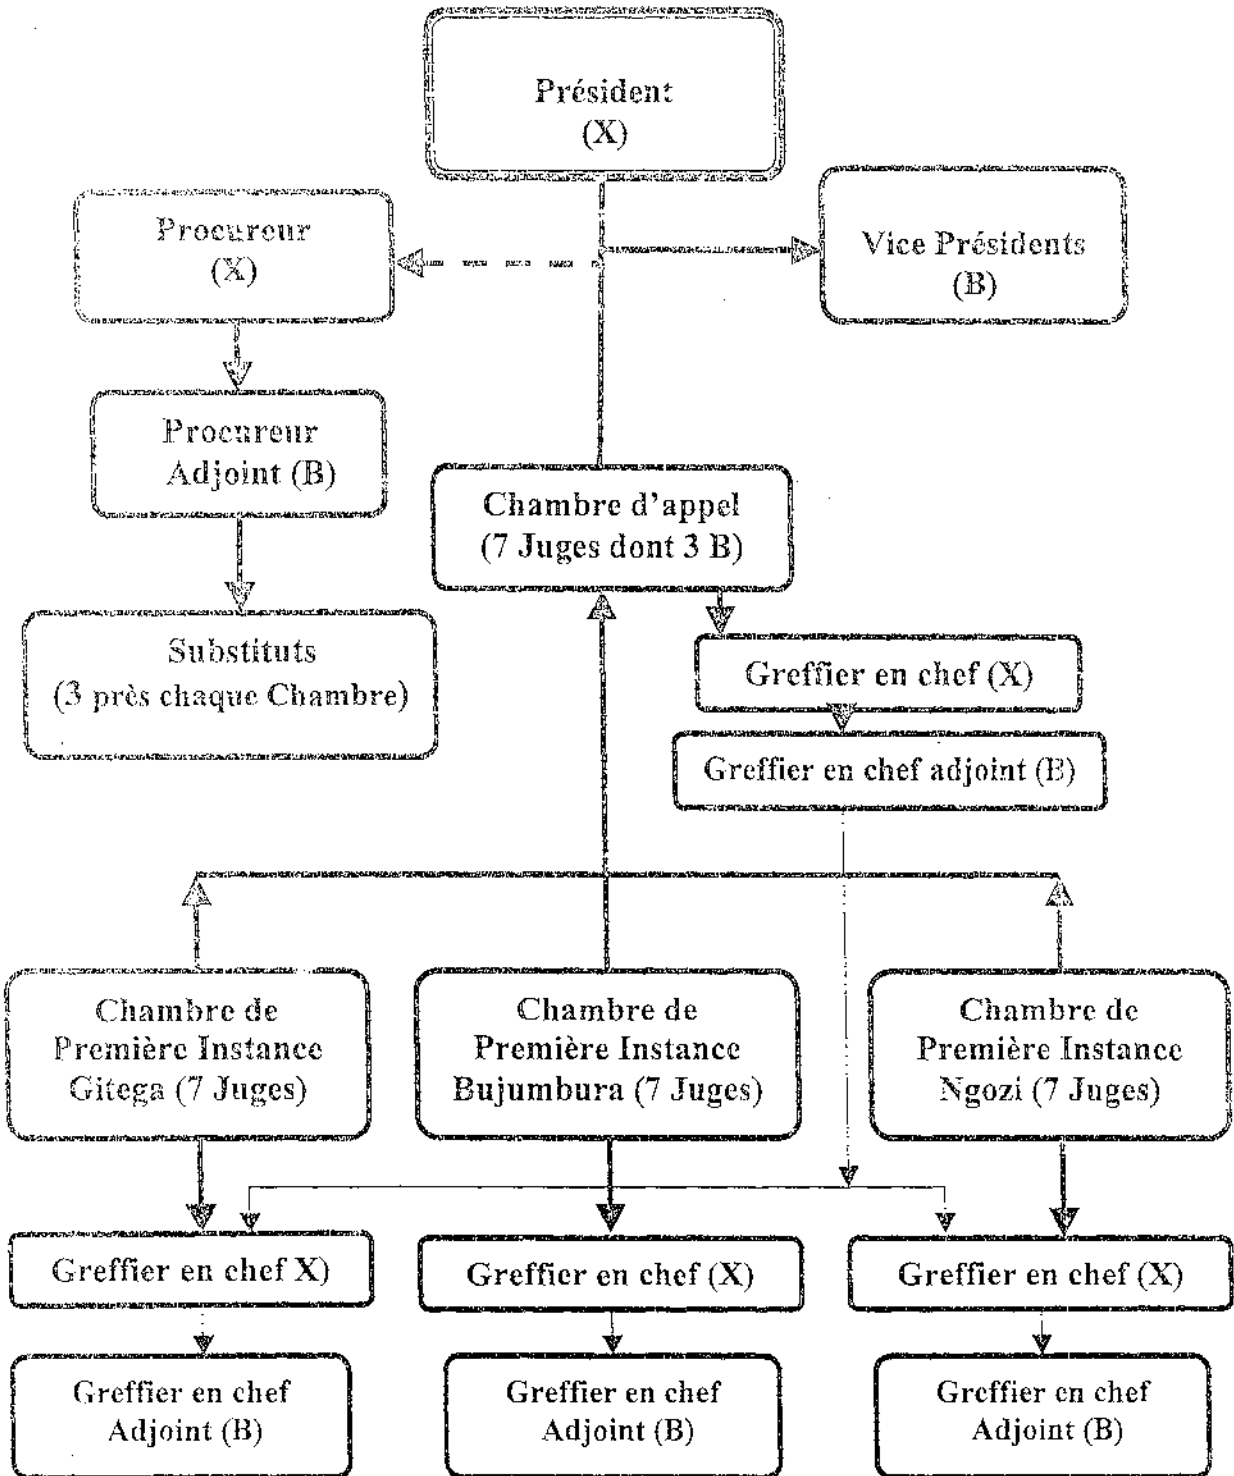 Président
(X)
Procureur
(X)
Vice Présidents
(B)
Procureur
Adjoint (B)
Chambre d'appel
(7 Juges dont 3 B)
Substituts
(3 près chaque Chambre)
Greffier en chef (X)
Greffier en chef adjoint (B)
Chambre de
Première Instance
Gitega (7 Juges)
Chambre de
Première Instance
Bujumbura (7 Juges)
Chambre de
Première Instance
Ngozi (7 Juges)
Greffier en chef X)
Greffier en chef (X)
Greffier en chef (X)
Greffier en chef
Adjoint (B)
Greffier en chef
Adjoint (B)
Greffier en chef
Adjoint (B)